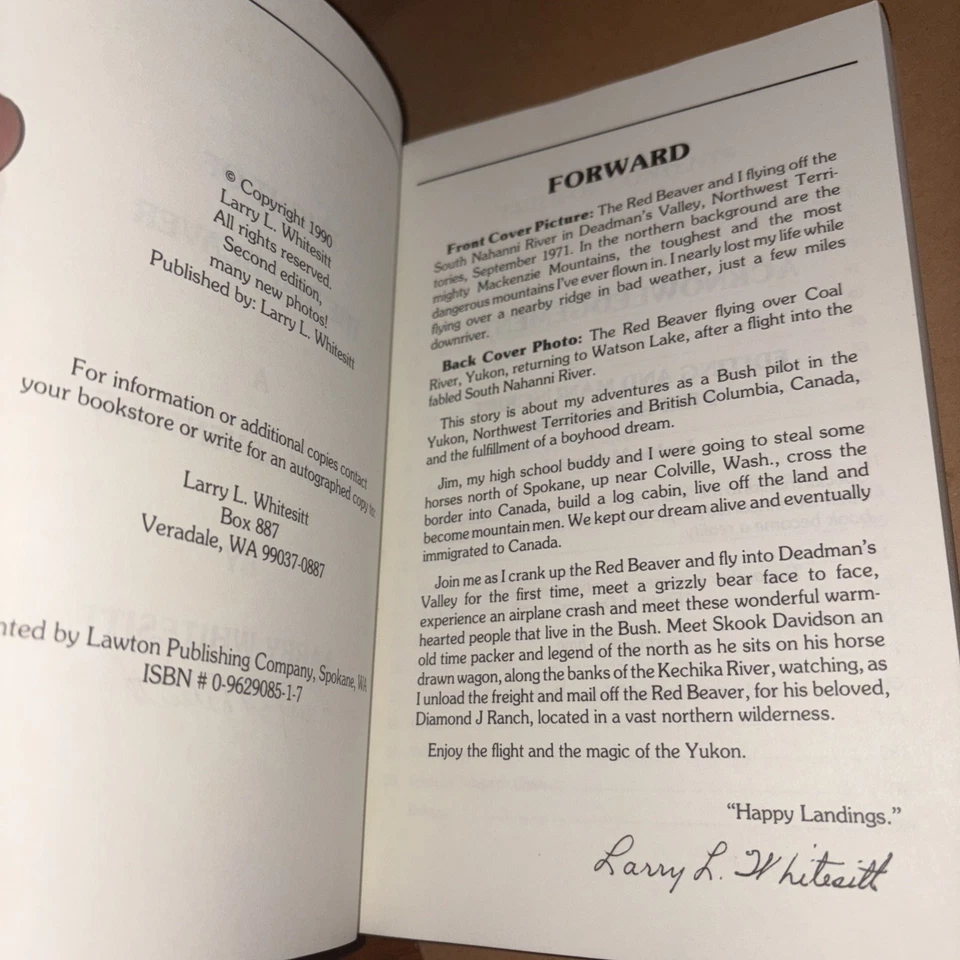 © Copyright 1990
Larry L. Whitesitt
All rights reserved.
Second edition,
many new photos!
Published by: Larry L. Whitesitt
For information or additional copies contact
your bookstore or write for an autographed copy to:
Larry L. Whitesitt
Box 887
Veradale, WA 99037-0887
nted by Lawton Publishing Company, Spokane, WA
ISBN # 0-9629085-1-7
FORWARD
Front Cover Picture: The Red Beaver and I flying off the
South Nahanni River in Deadman's Valley, Northwest Terri-
tories, September 1971. In the northern background are the
mighty Mackenzie Mountains, the toughest and the most
dangerous mountains I've ever flown in. I nearly lost my life while
flying over a nearby ridge in bad weather, just a few miles
downriver.
Back Cover Photo: The Red Beaver flying over Coal
River, Yukon, returning to Watson Lake, after a flight into the
fabled South Nahanni River.
This story is about my adventures as a Bush pilot in the
Yukon, Northwest Territories and British Columbia, Canada,
and the fulfillment of a boyhood dream.
Jim, my high school buddy and I were going to steal some
horses north of Spokane, up near Colville, Wash., cross the
border into Canada, build a log cabin, live off the land and
become mountain men. We kept our dream alive and eventually
immigrated to Canada.
Join me as I crank up the Red Beaver and fly into Deadman's
Valley for the first time, meet a grizzly bear face to face,
experience an airplane crash and meet these wonderful warm-
hearted people that live in the Bush. Meet Skook Davidson an
old time packer and legend of the north as he sits on his horse
drawn wagon, along the banks of the Kechika River, watching, as
I unload the freight and mail off the Red Beaver, for his beloved,
Diamond J Ranch, located in a vast northern wilderness.
Enjoy the flight and the magic of the Yukon.
"Happy Landings."
Larry L. Whitesitt